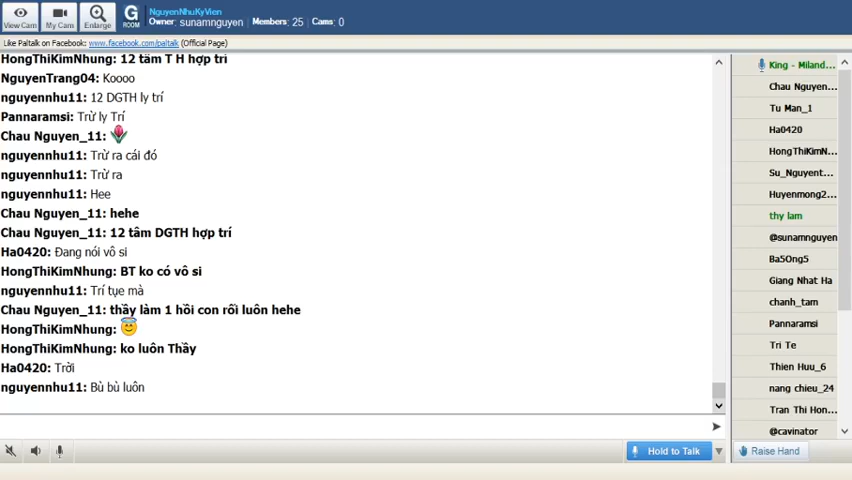 View Cam
My Cam
Enlarge
G
ROOM
NguyenNhuKyVien
Owner: sunamnguyen Members: 25 Cams: 0
Like Paltalk on Facebook: www.facebook.com/paltalk (Official Page)
HongThiKimNhung: 12 tâm T H hợp trí
NguyenTrang04: Koooo
nguyennhu11: 12 DGTH ly trí
Pannaramsi: Trừ ly Trí
Chau Nguyen_11:
nguyennhu11: Trừ ra cái đó
nguyennhu11: Trừ ra
nguyennhu11: Hee
Chau Nguyen_11: hehe
Chau Nguyen_11: 12 tâm DGTH hợp trí
Ha0420: Đang nói vô si
HongThiKimNhung: BT ko có vô si
nguyennhu11: Trí tụe mà
Chau Nguyen_11: thầy làm 1 hồi con rối luôn hehe
HongThiKimNhung:
HongThiKimNhung: ko luôn Thầy
Ha0420: Trời
nguyennhu11: Bù bù luôn
Hold to Talk
King - Miland...
Chau Nguyen...
Tu Man_1
Ha0420
HongThiKimN...
Su_Nguyent...
Huyenmong2...
thy lam
@sunamnguyen
Ba5Ong5
Giang Nhat Ha
chanh_tam
Pannaramsi
Tri Te
Thien Huu_6
nang chieu_24
Tran Thi Hon...
@cavinator
Raise Hand